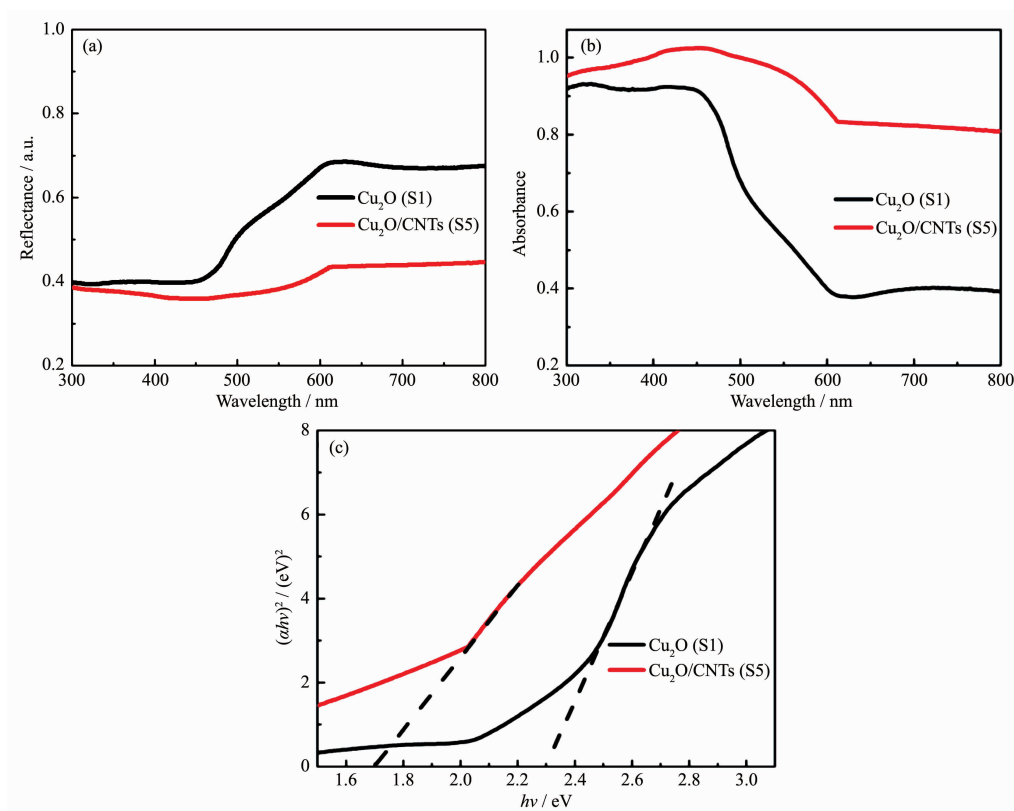 (a)
1.0
0.8
0.6
0.4
0.2
Reflectance / a.u.
Cu₂O (S1)
Cu₂O/CNTs (S5)
300 400 500 600 700 800
Wavelength / nm
(b)
1.0
0.8
0.6
0.4
0.2
Absorbance
Cu₂O (S1)
Cu₂O/CNTs (S5)
300 400 500 600 700 800
Wavelength / nm
(c)
8
6
4
2
0
(αhν)² / (eV)²
Cu₂O (S1)
Cu₂O/CNTs (S5)
1.6 1.8 2.0 2.2 2.4 2.6 2.8 3.0
hν / eV